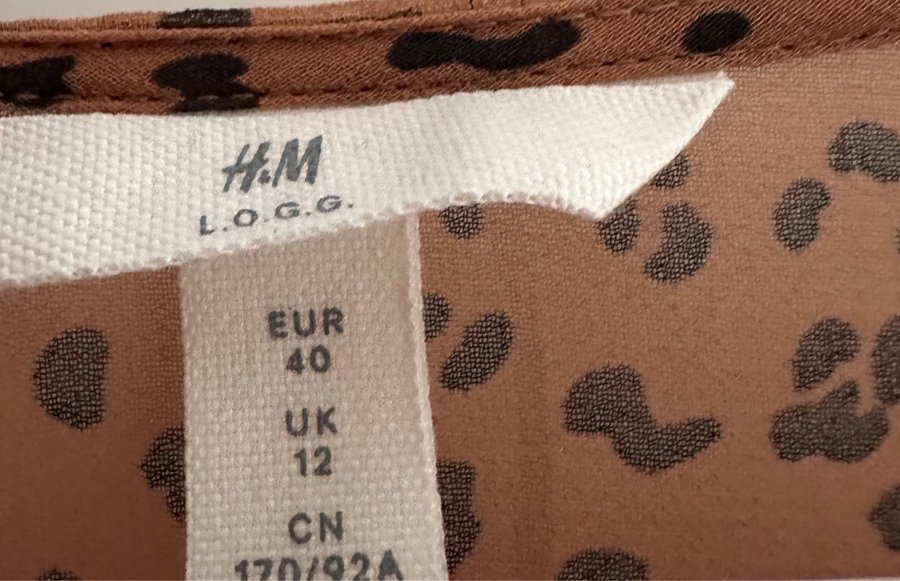 H&M
L.O.G.G.
EUR
40
UK
12
CN
170/92A